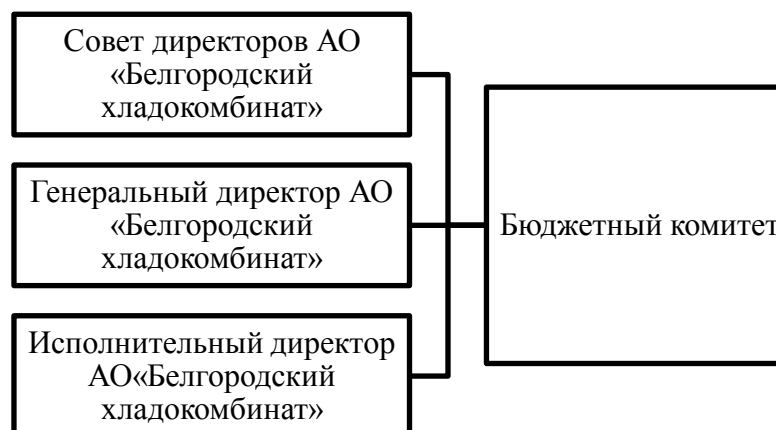 Совет директоров АО
«Белгородский
хладокомбинат»
Генеральный директор АО
«Белгородский
хладокомбинат»
Исполнительный директор
АО«Белгородский
хладокомбинат»
Бюджетный комитет